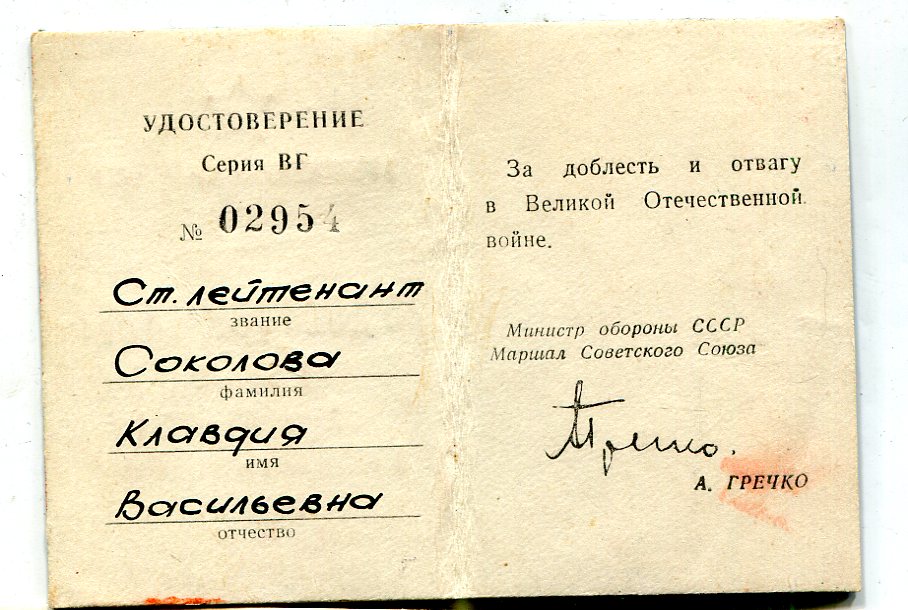 УДОСТОВЕРЕНИЕ
Серия ВГ
№ 02954
Ст. лейтенант
звание
Соколова
фамилия
Клавдия
имя
Васильевна
отчество
За доблесть и отвагу
в Великой Отечественной
войне.
Министр обороны СССР
Маршал Советского Союза
АГречко.
А. ГРЕЧКО